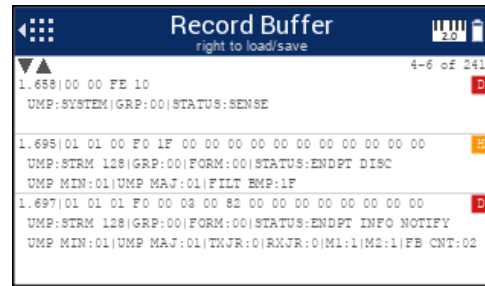 Record Buffer
right to load/save
2.0
4-6 of 241
1.658|00 00 FE 10
D
UMP:SYSTEM|GRP:00|STATUS:SENSE
1.695|01 01 00 F0 1F 00 00 00 00 00 00 00 00 00 00 00
H
UMP:STRM 128|GRP:00|FORM:00|STATUS:ENDPT DISC
UMP MIN:01|UMP MAJ:01|FILT BMP:1F
1.697|01 01 01 F0 00 03 00 82 00 00 00 00 00 00 00 00
D
UMP:STRM 128|GRP:00|FORM:00|STATUS:ENDPT INFO NOTIFY
UMP MIN:01|UMP MAJ:01|TXJR:0|RXJR:0|M1:1|M2:1|FB CNT:02